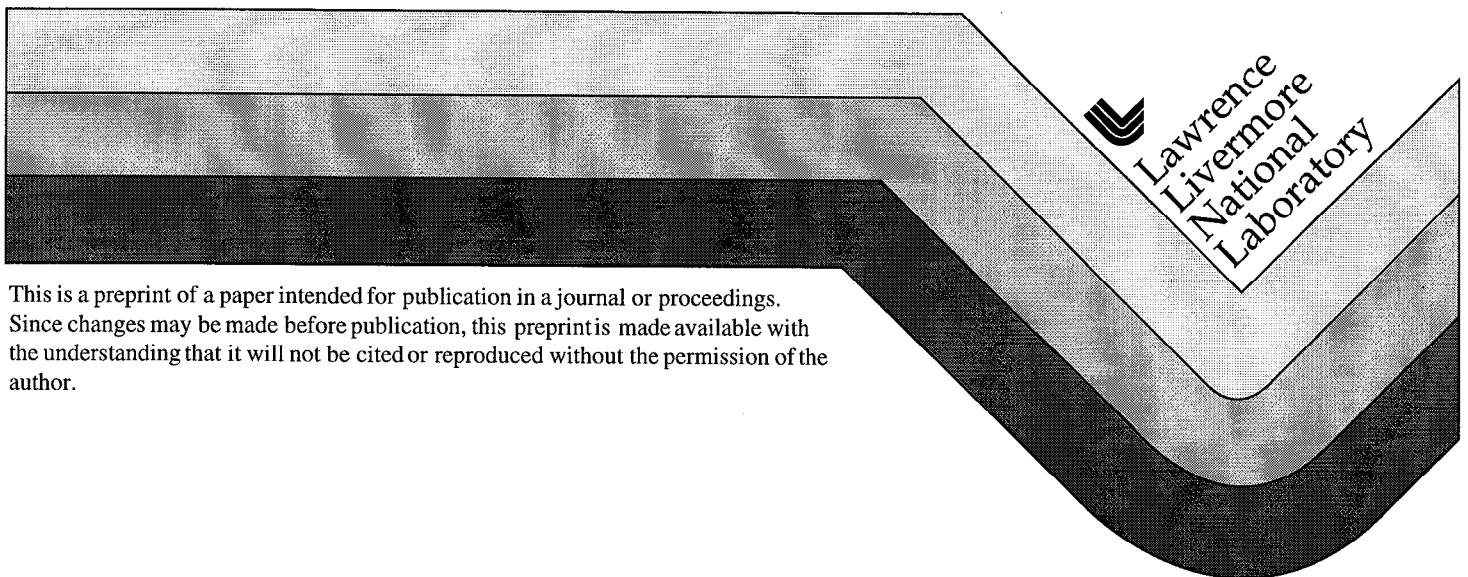 Lawrence
Livermore
National
Laboratory
This is a preprint of a paper intended for publication in a journal or proceedings.
Since changes may be made before publication, this preprint is made available with
the understanding that it will not be cited or reproduced without the permission of the
author.